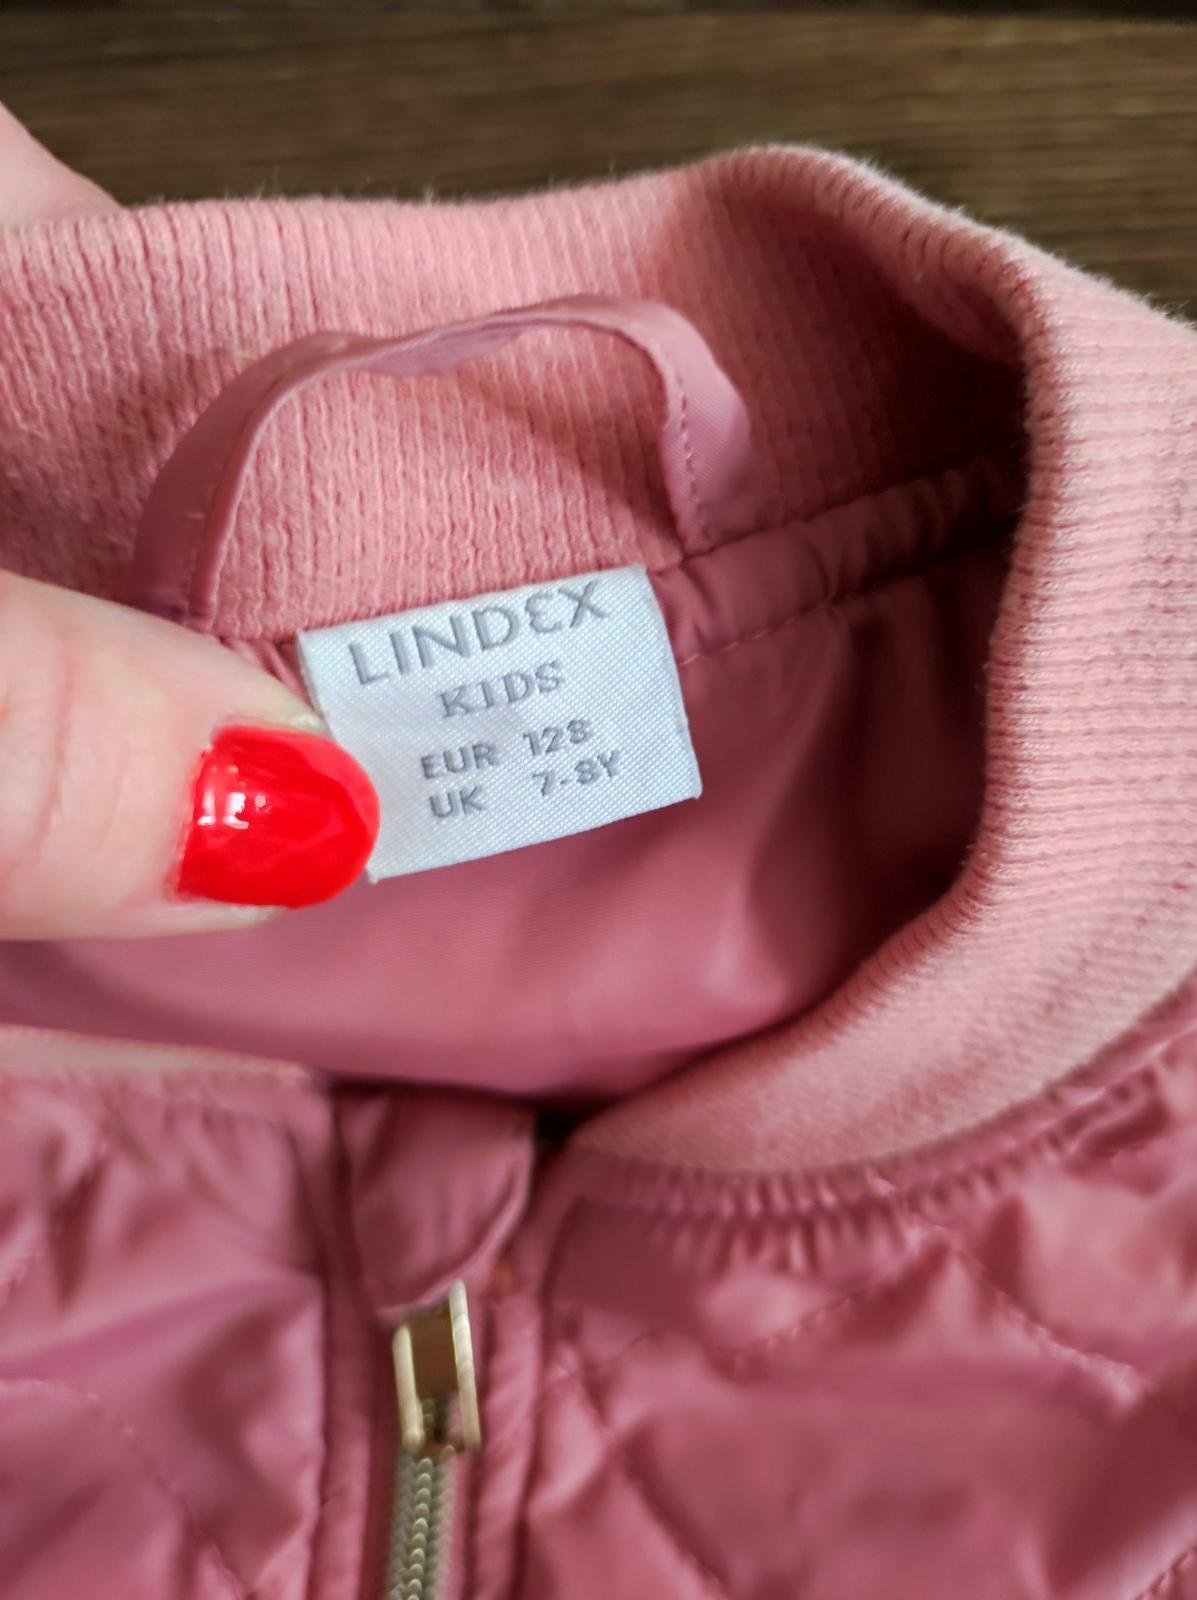 LINDEX
KIDS
EUR 128
UK 7-8Y